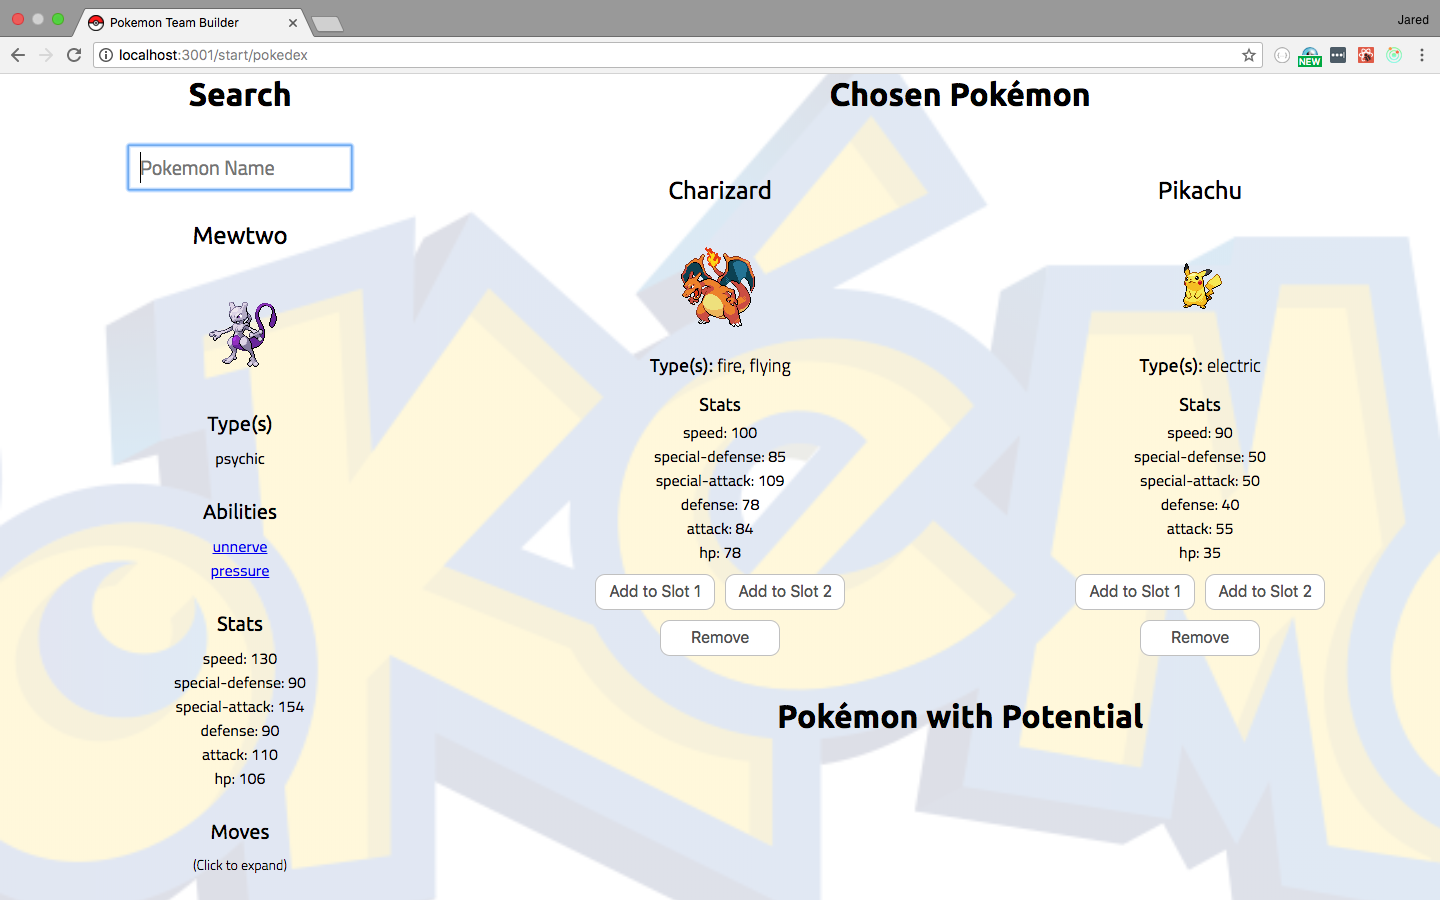 Pokemon Team Builder
Jared
localhost:3001/start/pokedex
NEW
Search
Pokemon Name
Mewtwo
Type(s)
psychic
Abilities
unnerve
pressure
Stats
speed: 130
special-defense: 90
special-attack: 154
defense: 90
attack: 110
hp: 106
Moves
(Click to expand)
Chosen Pokémon
Charizard
Type(s): fire, flying
Stats
speed: 100
special-defense: 85
special-attack: 109
defense: 78
attack: 84
hp: 78
Add to Slot 1 Add to Slot 2
Remove
Pikachu
Type(s): electric
Stats
speed: 90
special-defense: 50
special-attack: 50
defense: 40
attack: 55
hp: 35
Add to Slot 1 Add to Slot 2
Remove
Pokémon with Potential